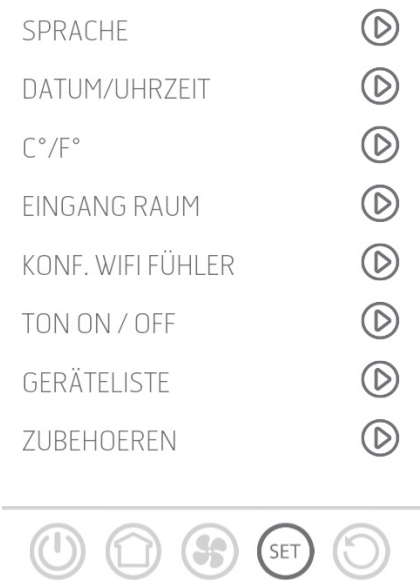 SPRACHE
DATUM/UHRZEIT
C°/F°
EINGANG RAUM
KONF. WIFI FÜHLER
TON ON / OFF
GERÄTELISTE
ZUBEHOEREN
SET